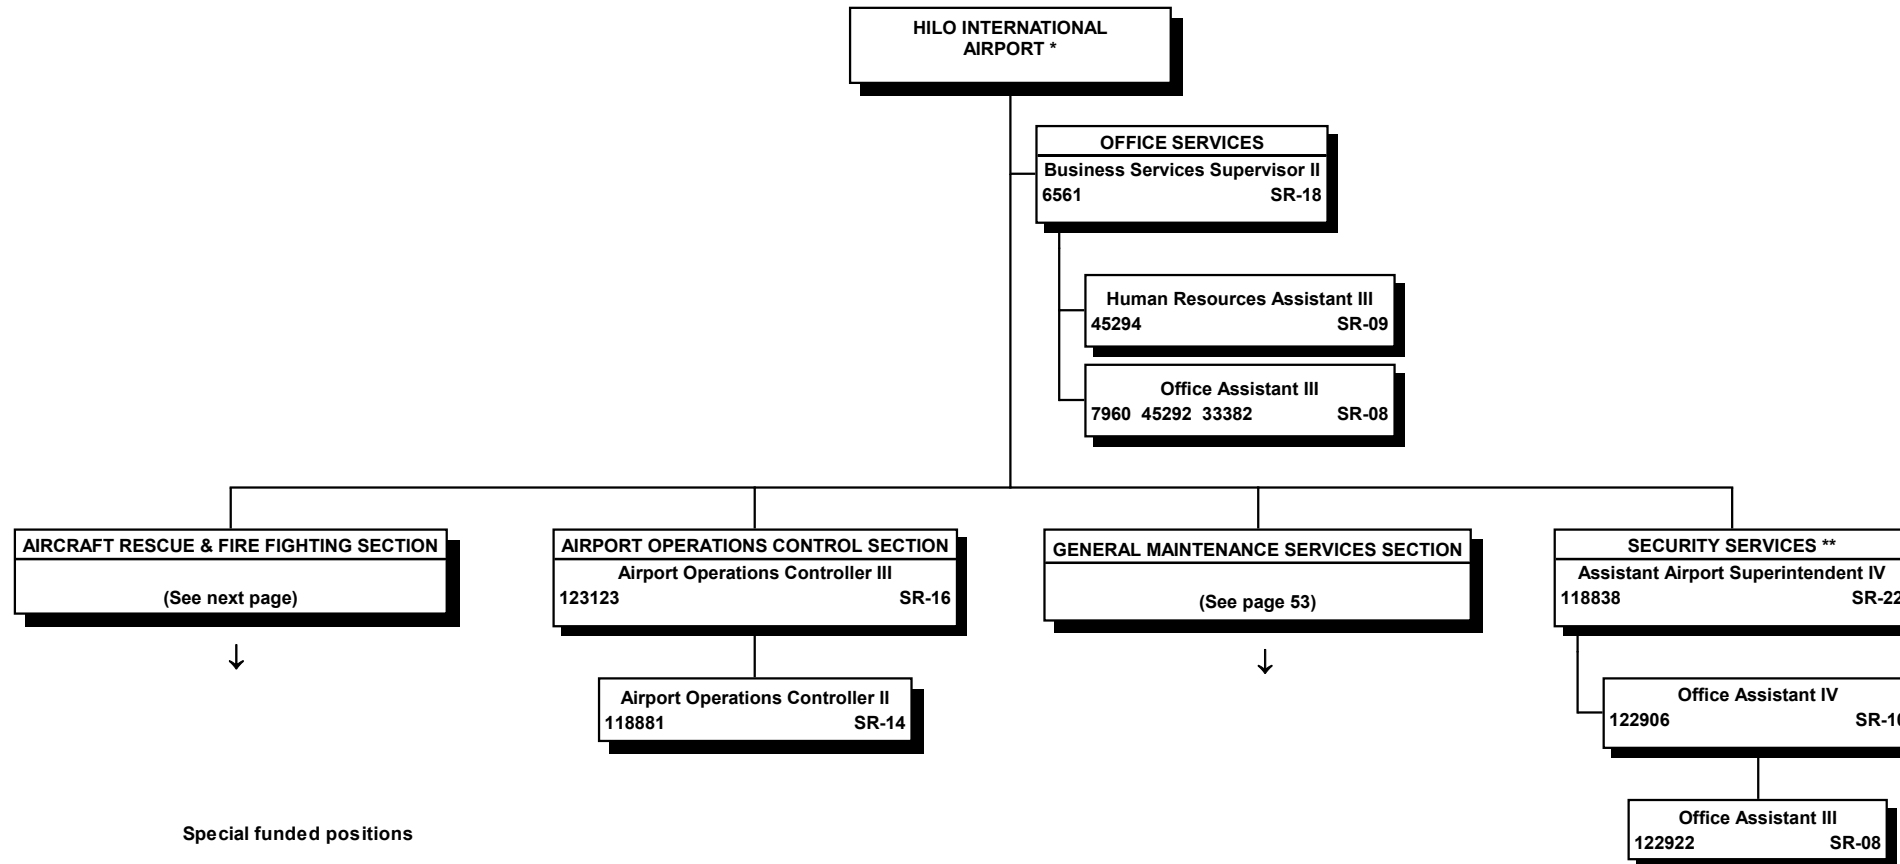 HILO INTERNATIONAL
AIRPORT *
OFFICE SERVICES
Business Services Supervisor II
6561 SR-18
Human Resources Assistant III
45294 SR-09
Office Assistant III
7960 45292 33382 SR-08
AIRCRAFT RESCUE & FIRE FIGHTING SECTION
(See next page)
↓
AIRPORT OPERATIONS CONTROL SECTION
Airport Operations Controller III
123123 SR-16
Airport Operations Controller II
118881 SR-14
GENERAL MAINTENANCE SERVICES SECTION
(See page 53)
↓
SECURITY SERVICES **
Assistant Airport Superintendent IV
118838 SR-22
Office Assistant IV
122906 SR-10
Office Assistant III
122922 SR-08
Special funded positions